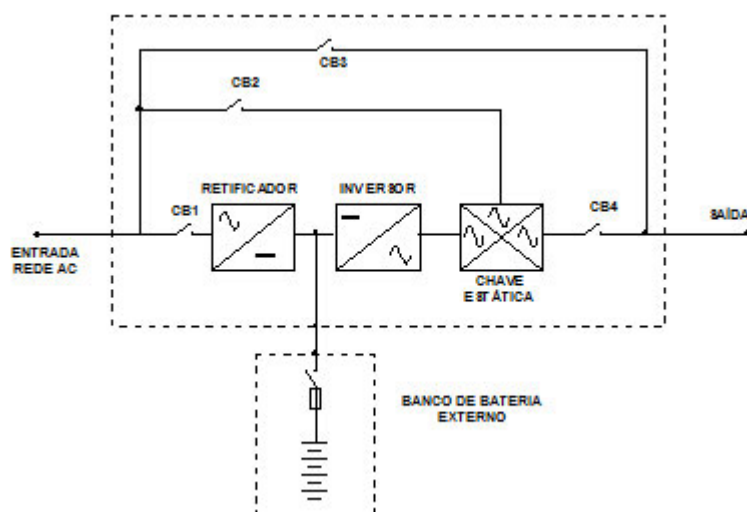 CB3
CB2
RETIFICADOR
INVERSOR
CB1
CB4
SAÍDA
ENTRADA
REDE AC
CHAVE
ESTÁTICA
BANCO DE BATERIA
EXTERNO